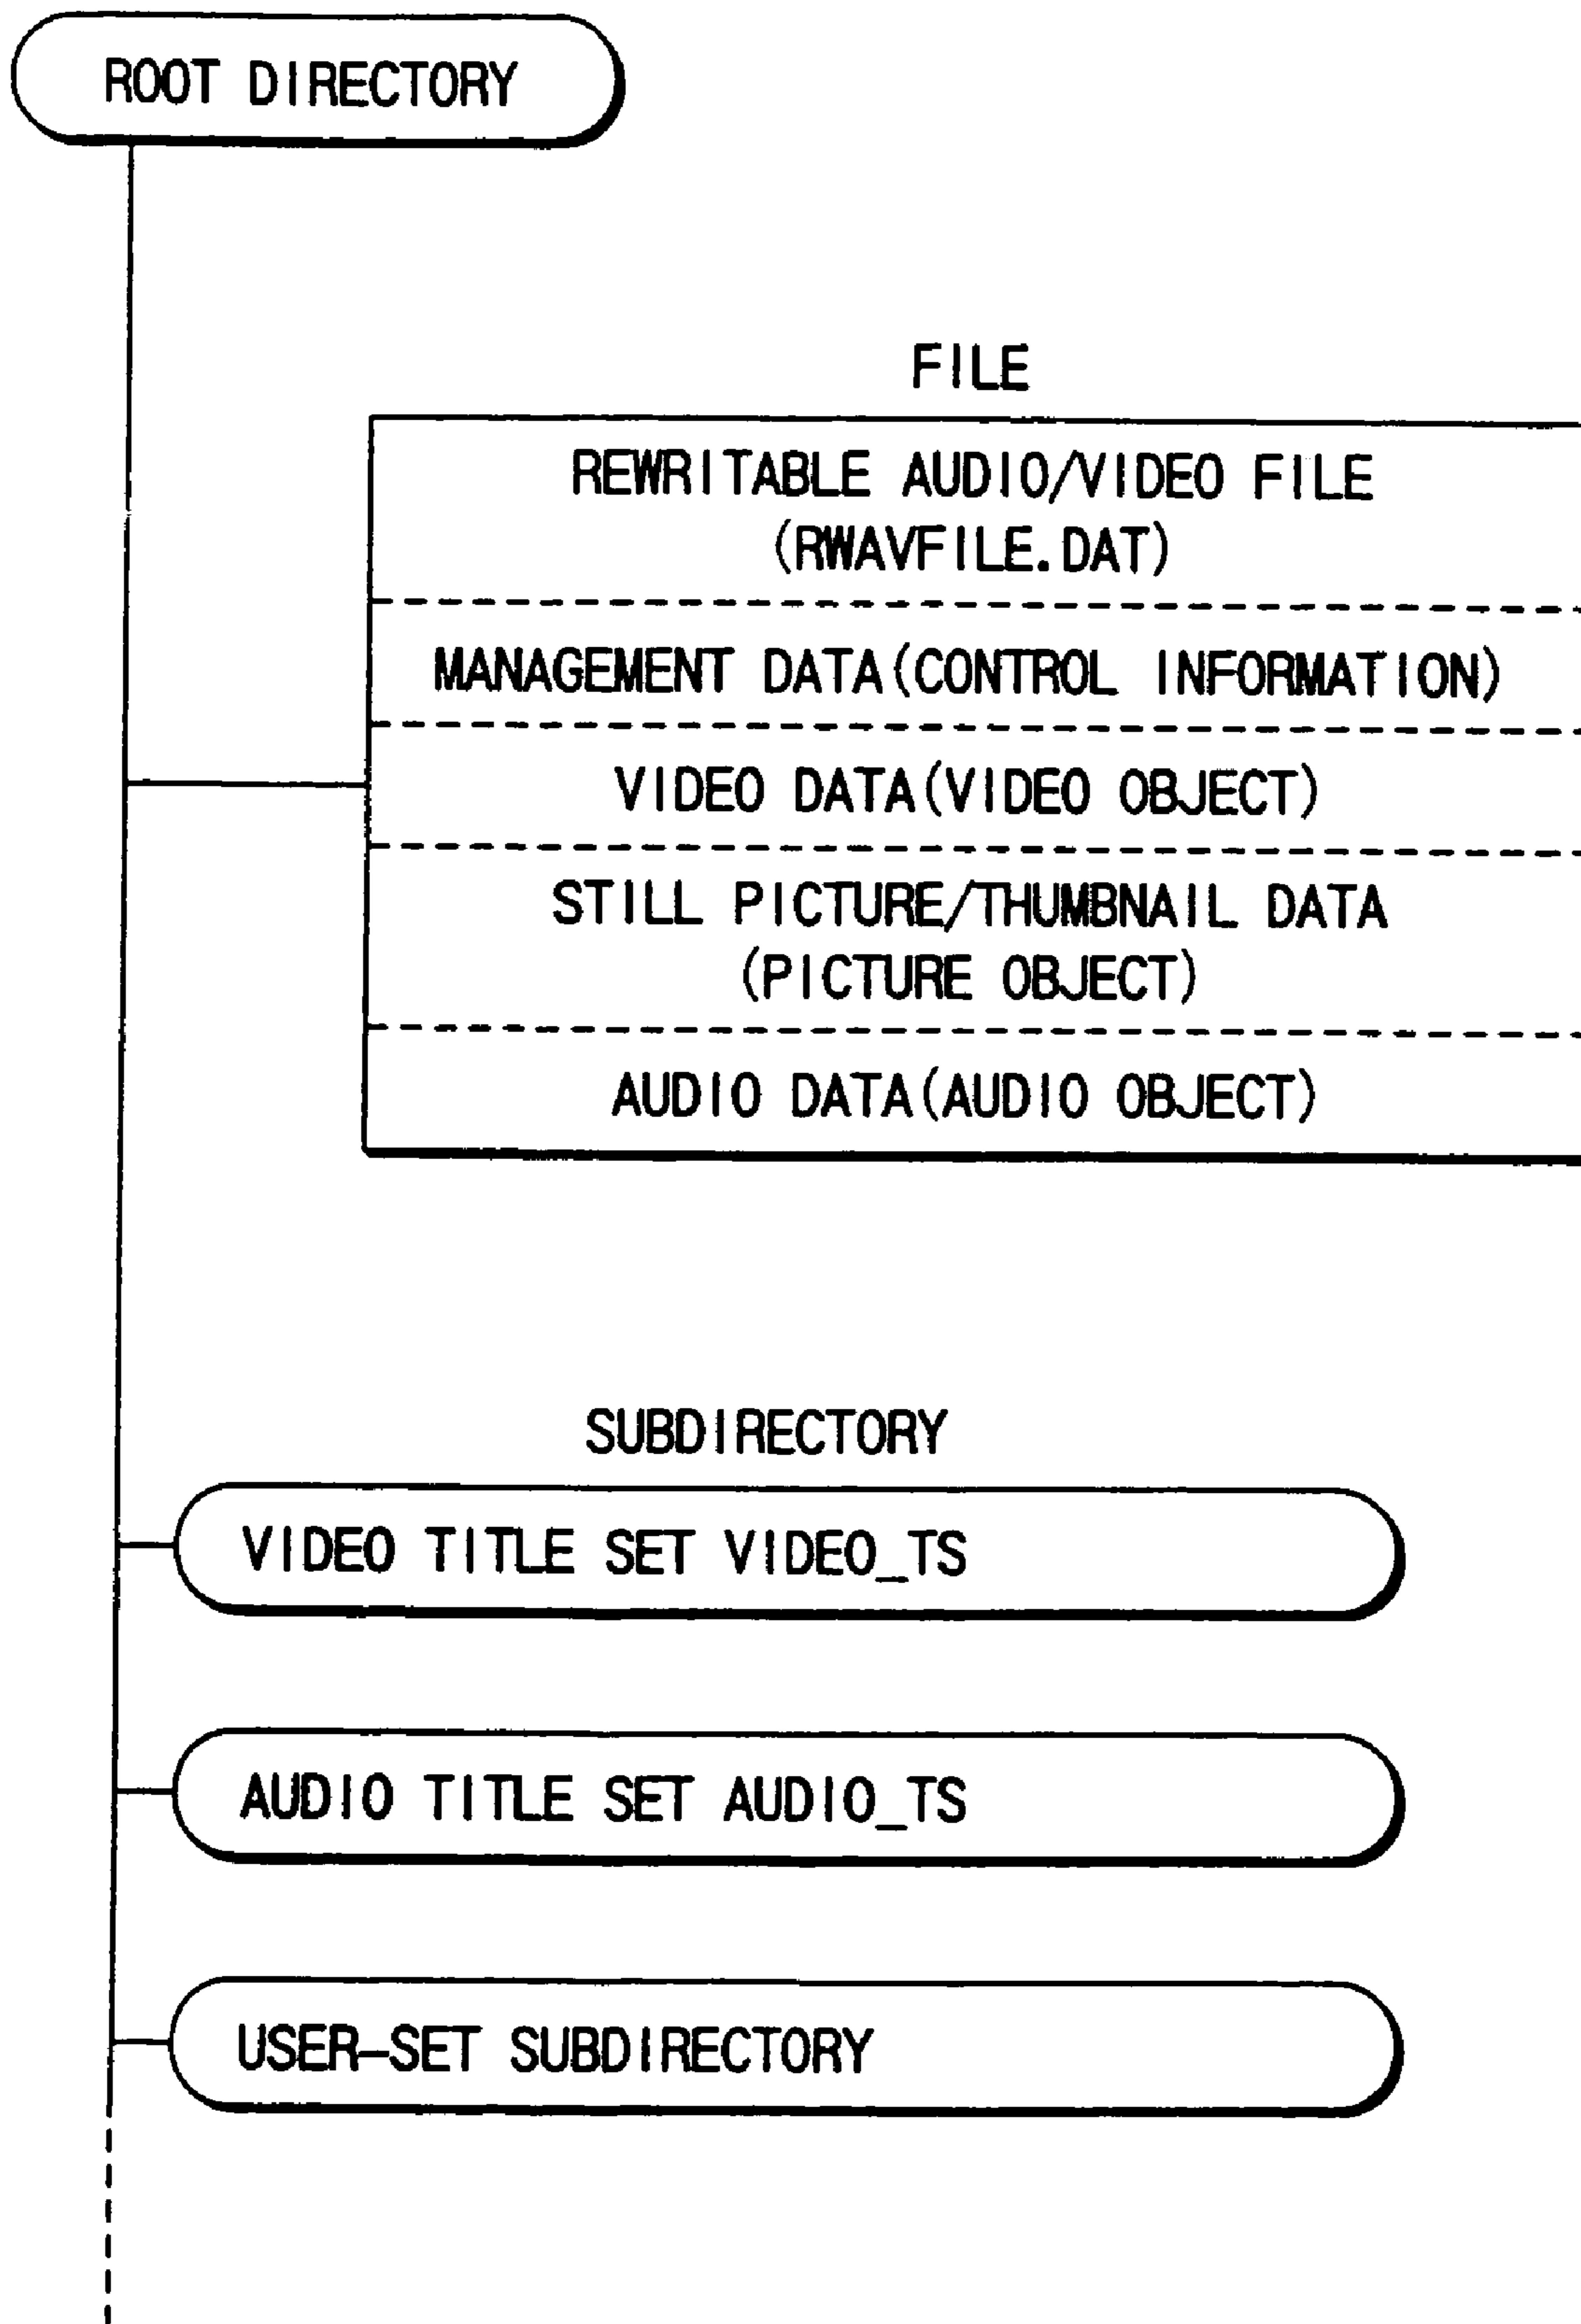 ROOT DIRECTORY
FILE
REWRITABLE AUDIO/VIDEO FILE
(RWAVFILE.DAT)
MANAGEMENT DATA(CONTROL INFORMATION)
VIDEO DATA(VIDEO OBJECT)
STILL PICTURE/THUMBNAIL DATA
(PICTURE OBJECT)
AUDIO DATA(AUDIO OBJECT)
SUBDIRECTORY
VIDEO TITLE SET VIDEO_TS
AUDIO TITLE SET AUDIO_TS
USER-SET SUBDIRECTORY